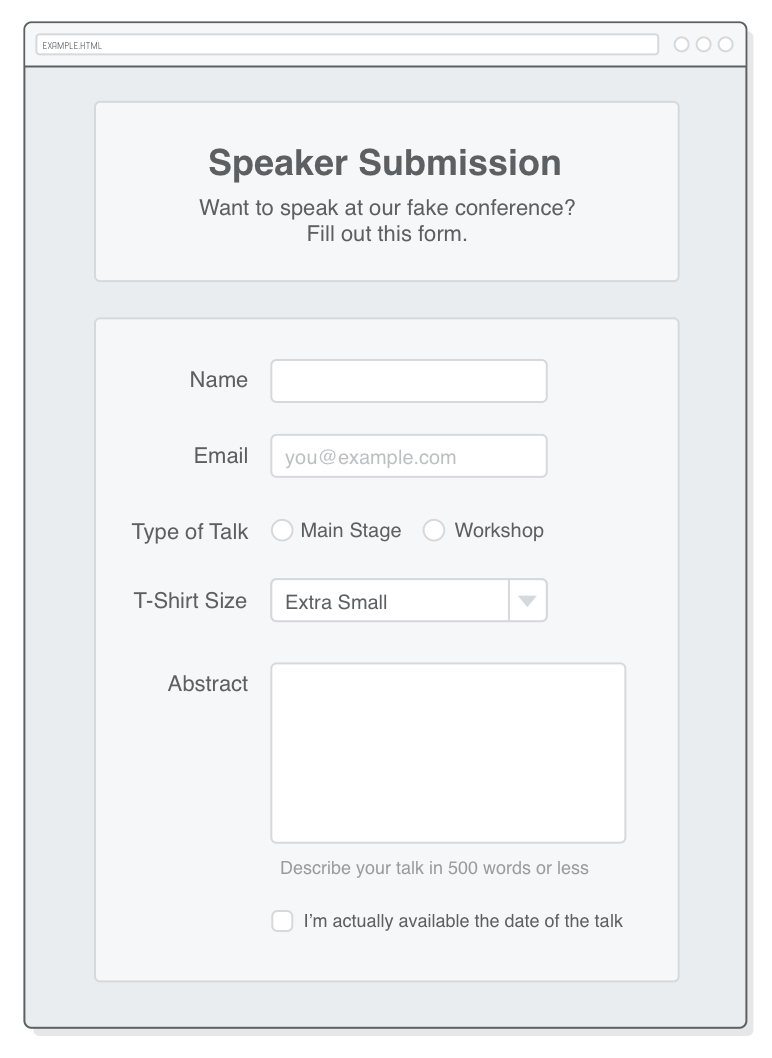 EXAMPLE.HTML
Speaker Submission
Want to speak at our fake conference?
Fill out this form.
Name
Email
you@example.com
Type of Talk
Main Stage
Workshop
T-Shirt Size
Extra Small
Abstract
Describe your talk in 500 words or less
I'm actually available the date of the talk